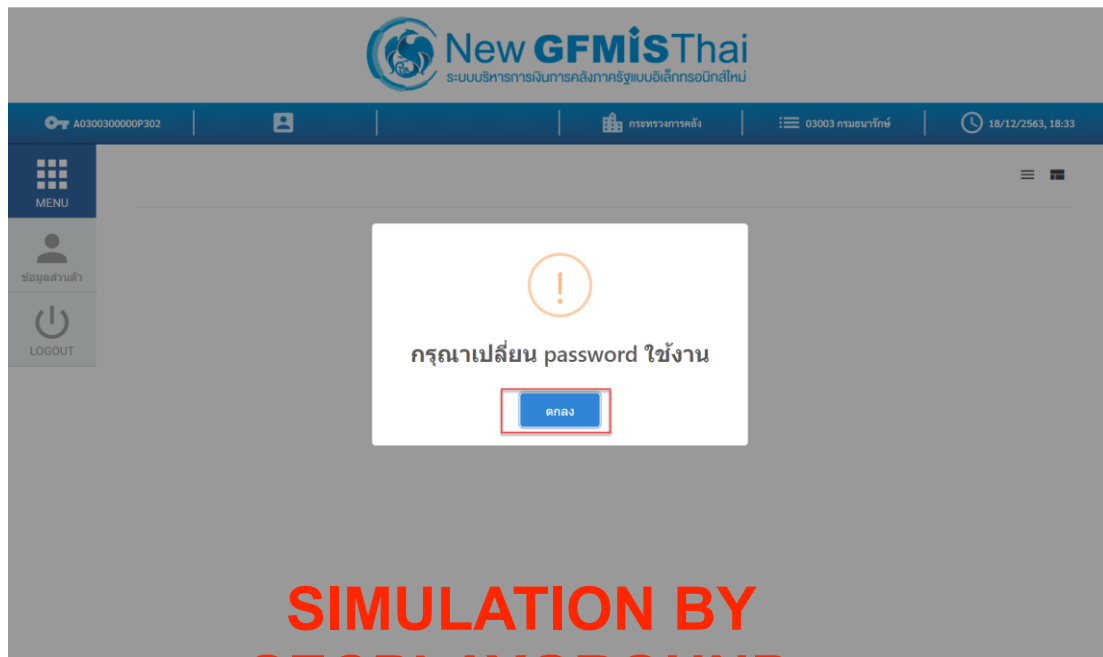 New GFMIS Thai
ระบบบริหารการเงินการคลังภาครัฐแบบอิเล็กทรอนิกส์ใหม่
A0300300000P302 กระทรวงการคลัง 03003 กรมธนารักษ์ 18/12/2563, 18:33
MENU
ข้อมูลส่วนตัว
LOGOUT
!
กรุณาเปลี่ยน password ใช้งาน
ตกลง
SIMULATION BY